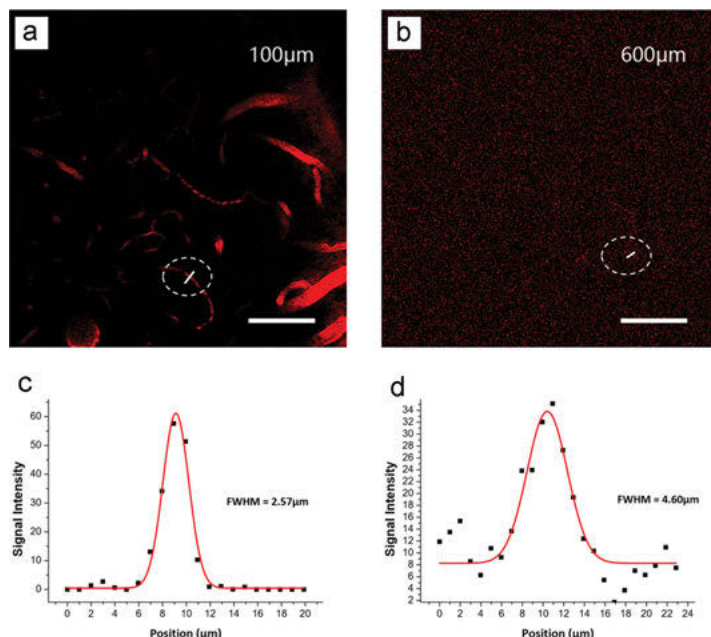 a
100μm
b
600μm
c
Signal Intensity
60
50
40
30
20
10
0
FWHM = 2.57μm
0 2 4 6 8 10 12 14 16 18 20
Position (μm)
d
Signal Intensity
34
32
30
28
26
24
22
20
18
16
14
12
10
8
6
4
2
FWHM = 4.60μm
0 2 4 6 8 10 12 14 16 18 20 22 24
Position (μm)